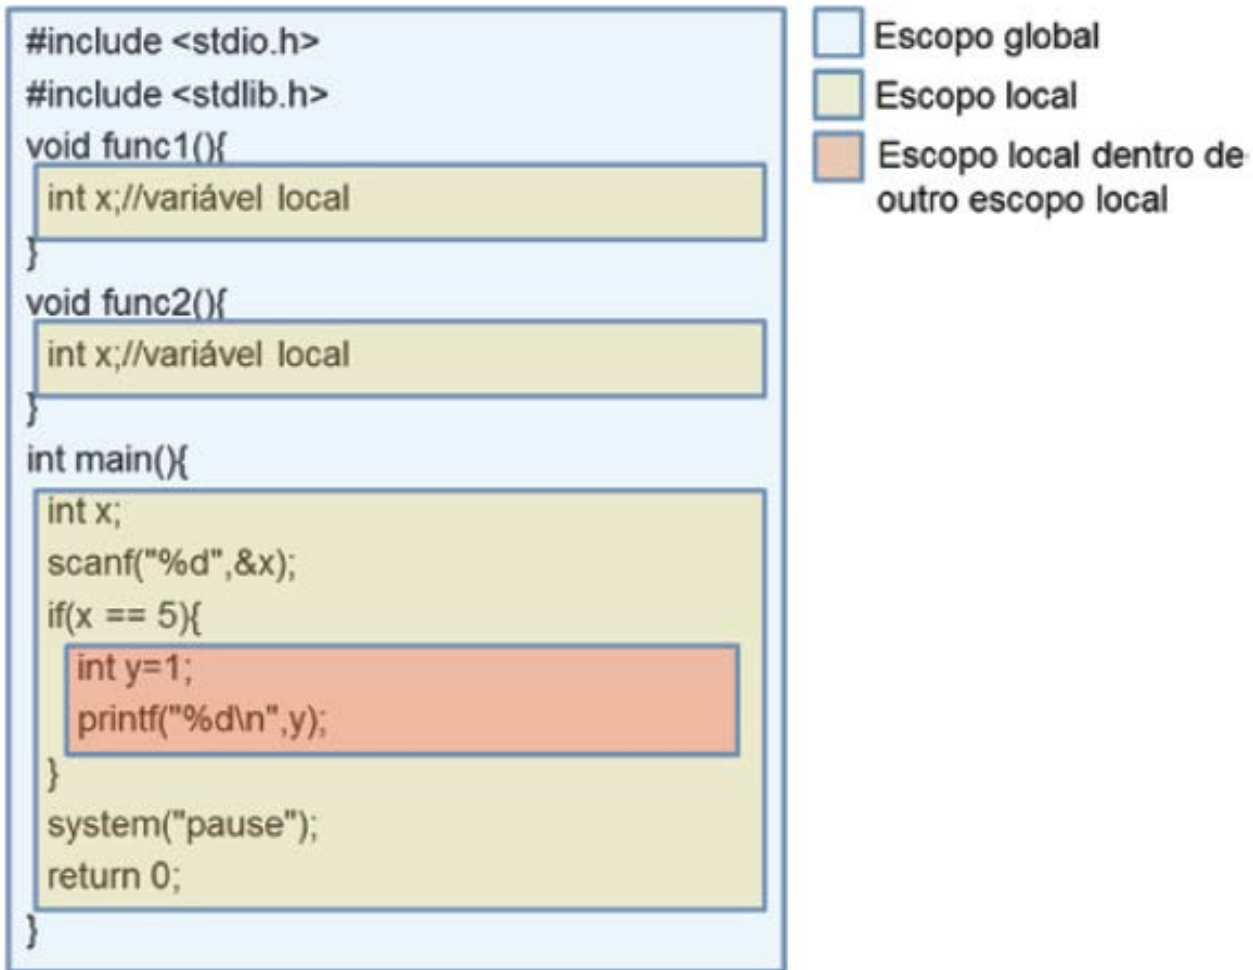 #include <stdio.h>
#include <stdlib.h>
void func1(){
int x;//variável local
}
void func2(){
int x;//variável local
}
int main(){
int x;
scanf("%d",&x);
if(x == 5){
int y=1;
printf("%d\n",y);
}
system("pause");
return 0;
}
Escopo global
Escopo local
Escopo local dentro de
outro escopo local